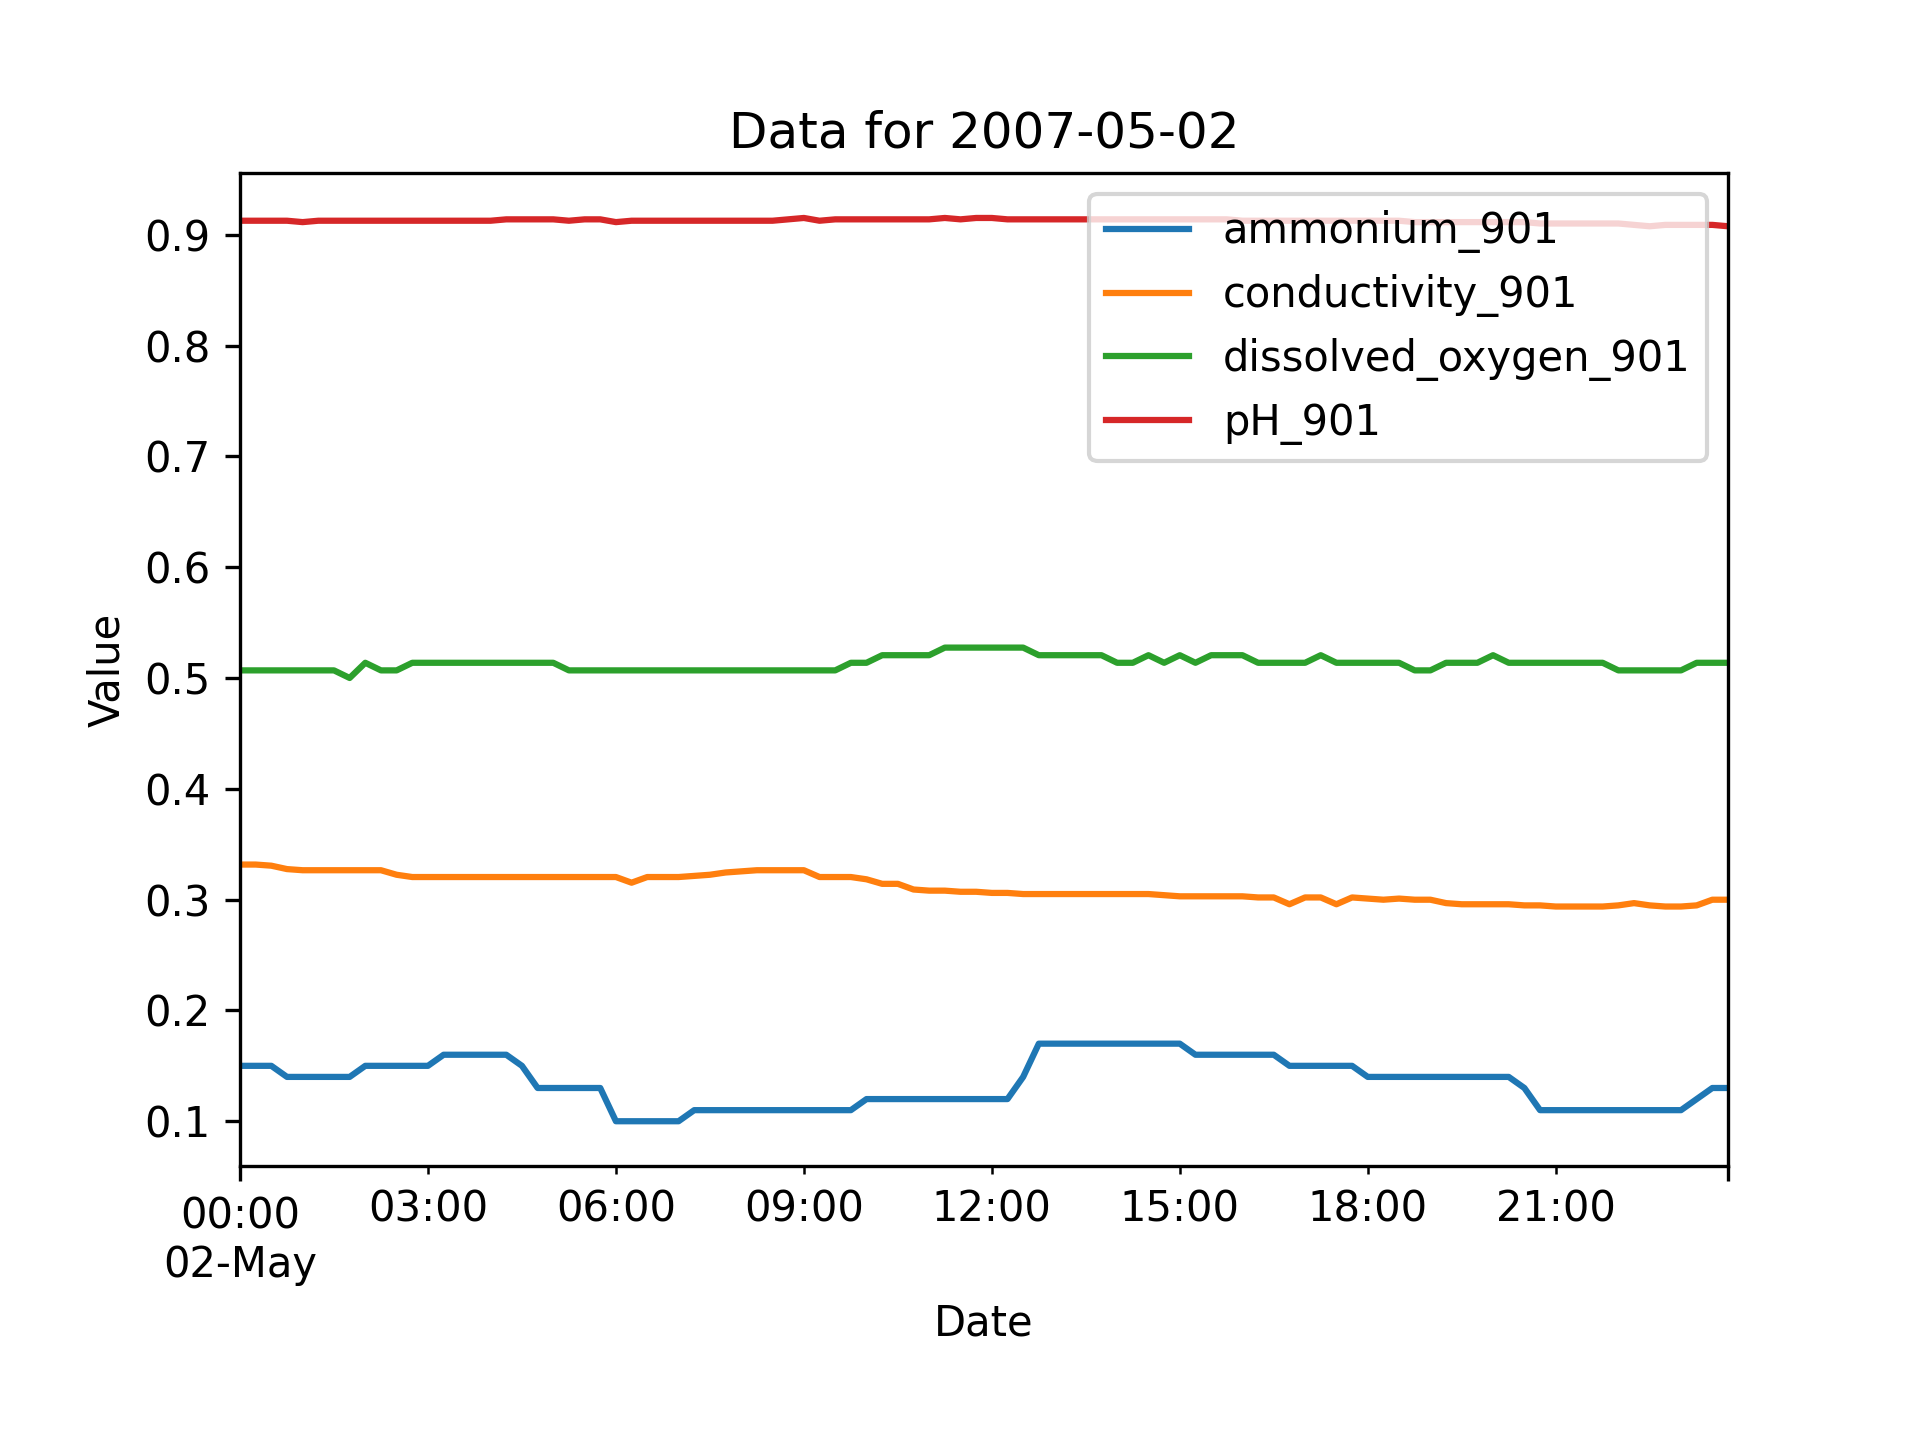 Data for 2007-05-02
ammonium_901
conductivity_901
dissolved_oxygen_901
pH_901
0.9
0.8
0.7
0.6
0.5
0.4
0.3
0.2
0.1
Value
00:00 03:00 06:00 09:00 12:00 15:00 18:00 21:00
02-May
Date